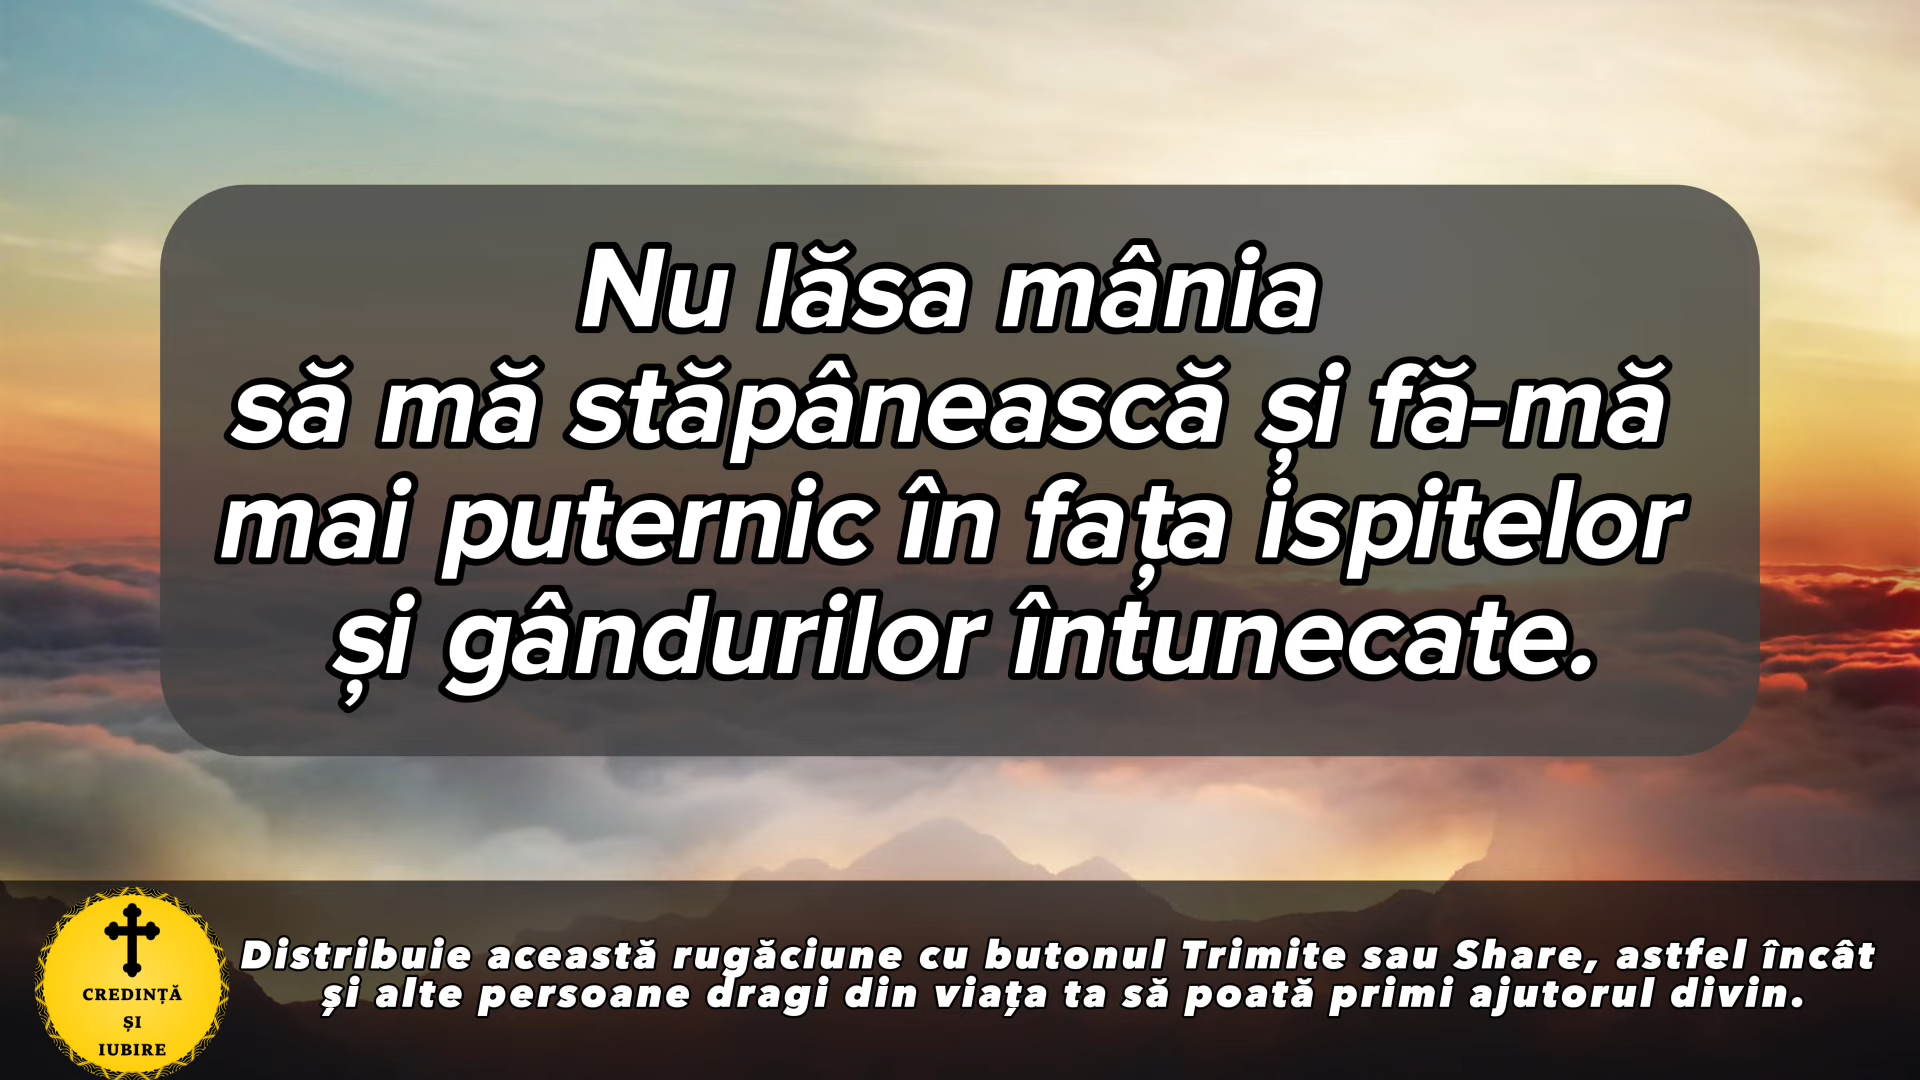 Nu lăsa mânia
să mă stăpânească și fă-mă
mai puternic în fața ispitelor
și gândurilor întunecate.
Distribuie această rugăciune cu butonul Trimite sau Share, astfel încât
și alte persoane dragi din viața ta să poată primi ajutorul divin.
CREDINȚĂ
ȘI
IUBIRE